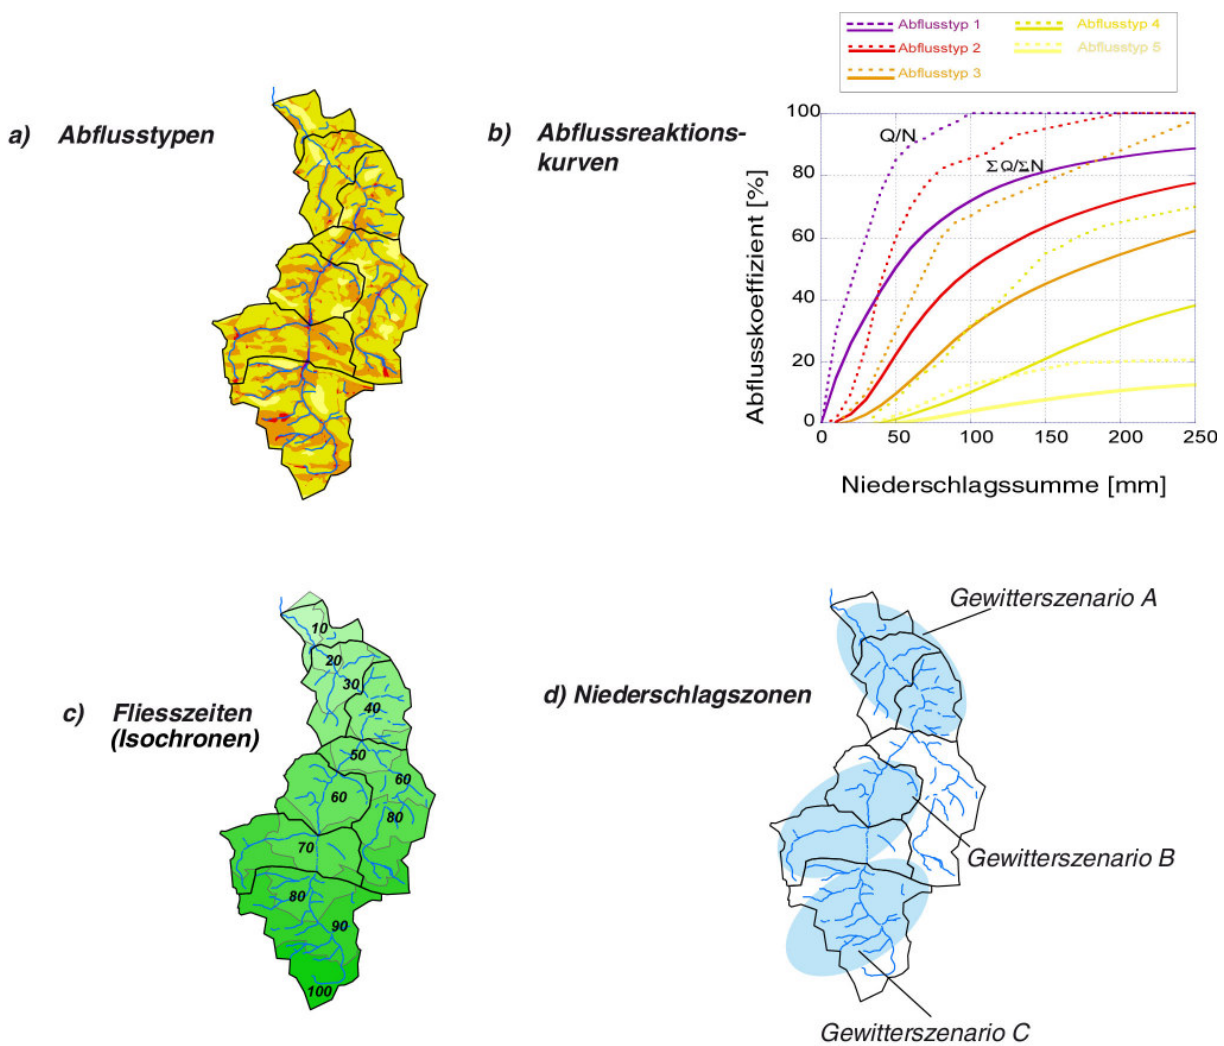 Abflusstyp 1
Abflusstyp 4
Abflusstyp 2
Abflusstyp 5
Abflusstyp 3
a) Abflusstypen
b) Abflussreaktions-
kurven
Abflusskoeffizient [%]
100
80
60
40
20
0
Q/N
ΣQ/ΣN
0
50
100
150
200
250
Niederschlagssumme [mm]
c) Fliesszeiten
(Isochronen)
10
20
30
40
50
60
60
80
70
80
90
100
d) Niederschlagszonen
Gewitterszenario A
Gewitterszenario B
Gewitterszenario C